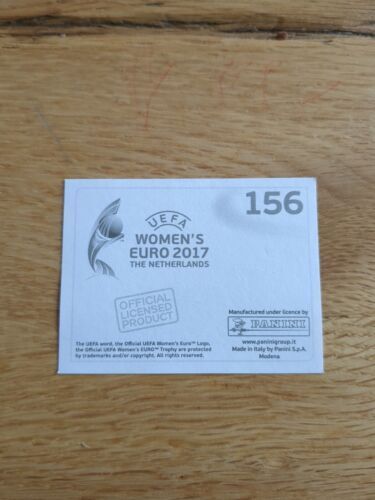 156
UEFA
WOMEN'S
EURO 2017
THE NETHERLANDS
OFFICIAL
LICENSED
PRODUCT
Manufactured under licence by
PANINI
www.paninigroup.it
Made in Italy by Panini S.p.A.
Modena
The UEFA word, the Official UEFA Women's Euro™ Logo,
the Official UEFA Women's EURO™ Trophy are protected
by trademarks and/or copyright. All rights reserved.